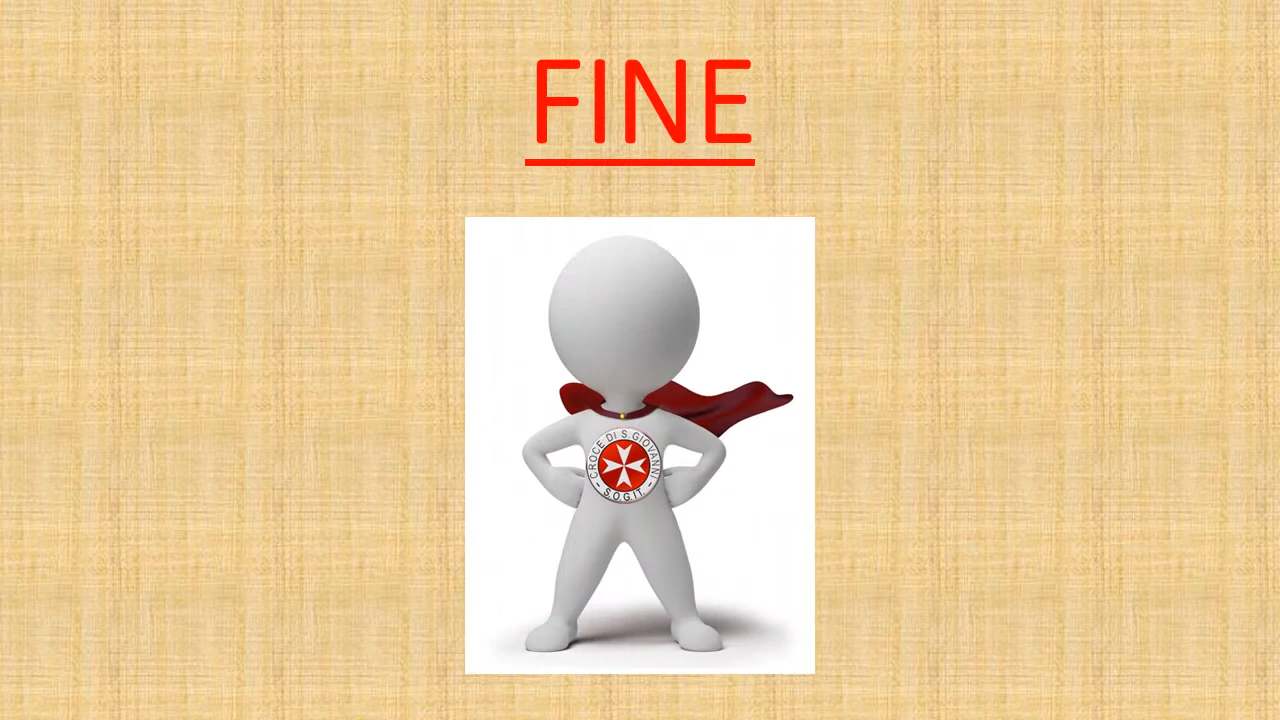 FINE
CROCE DI S.GIOVANNI
- S.O.G.IT. -